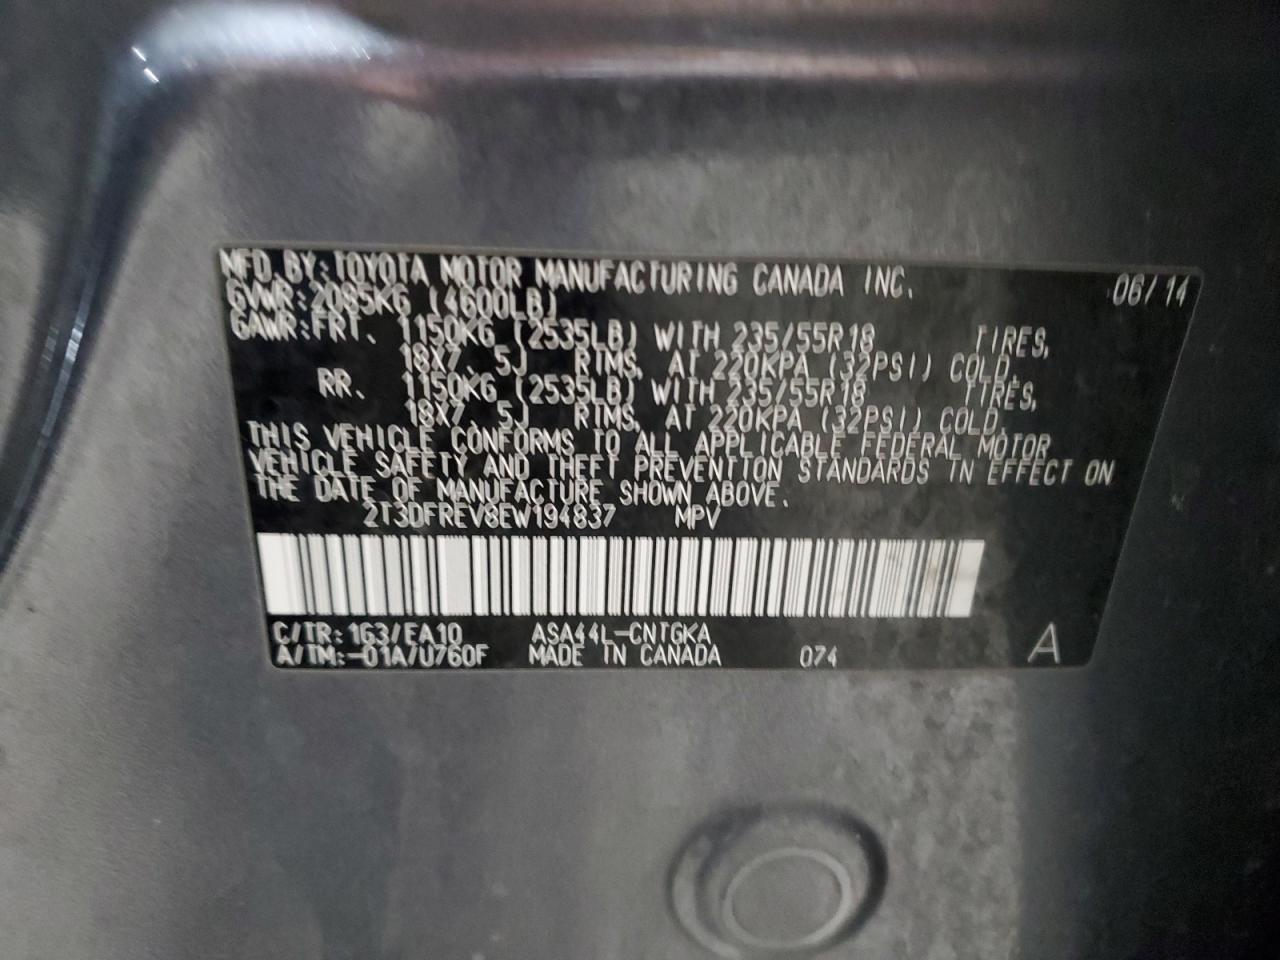 MFD. BY: TOYOTA MOTOR MANUFACTURING CANADA INC. 06/14
GVWR: 2085KG (4600LB)
GAWR: FRT. 1150KG (2535LB) WITH 235/55R18 TIRES,
18X7.5J RIMS, AT 220KPA (32PSI) COLD.
RR. 1150KG (2535LB) WITH 235/55R18 TIRES,
18X7.5J RIMS, AT 220KPA (32PSI) COLD.
THIS VEHICLE CONFORMS TO ALL APPLICABLE FEDERAL MOTOR
VEHICLE SAFETY AND THEFT PREVENTION STANDARDS IN EFFECT ON
THE DATE OF MANUFACTURE SHOWN ABOVE.
2T3DFREV8EW194837 MPV
C/TR: 1G3/EA10 ASA44L-CNTGKA
A/TM: -01A/U760F MADE IN CANADA 074 A